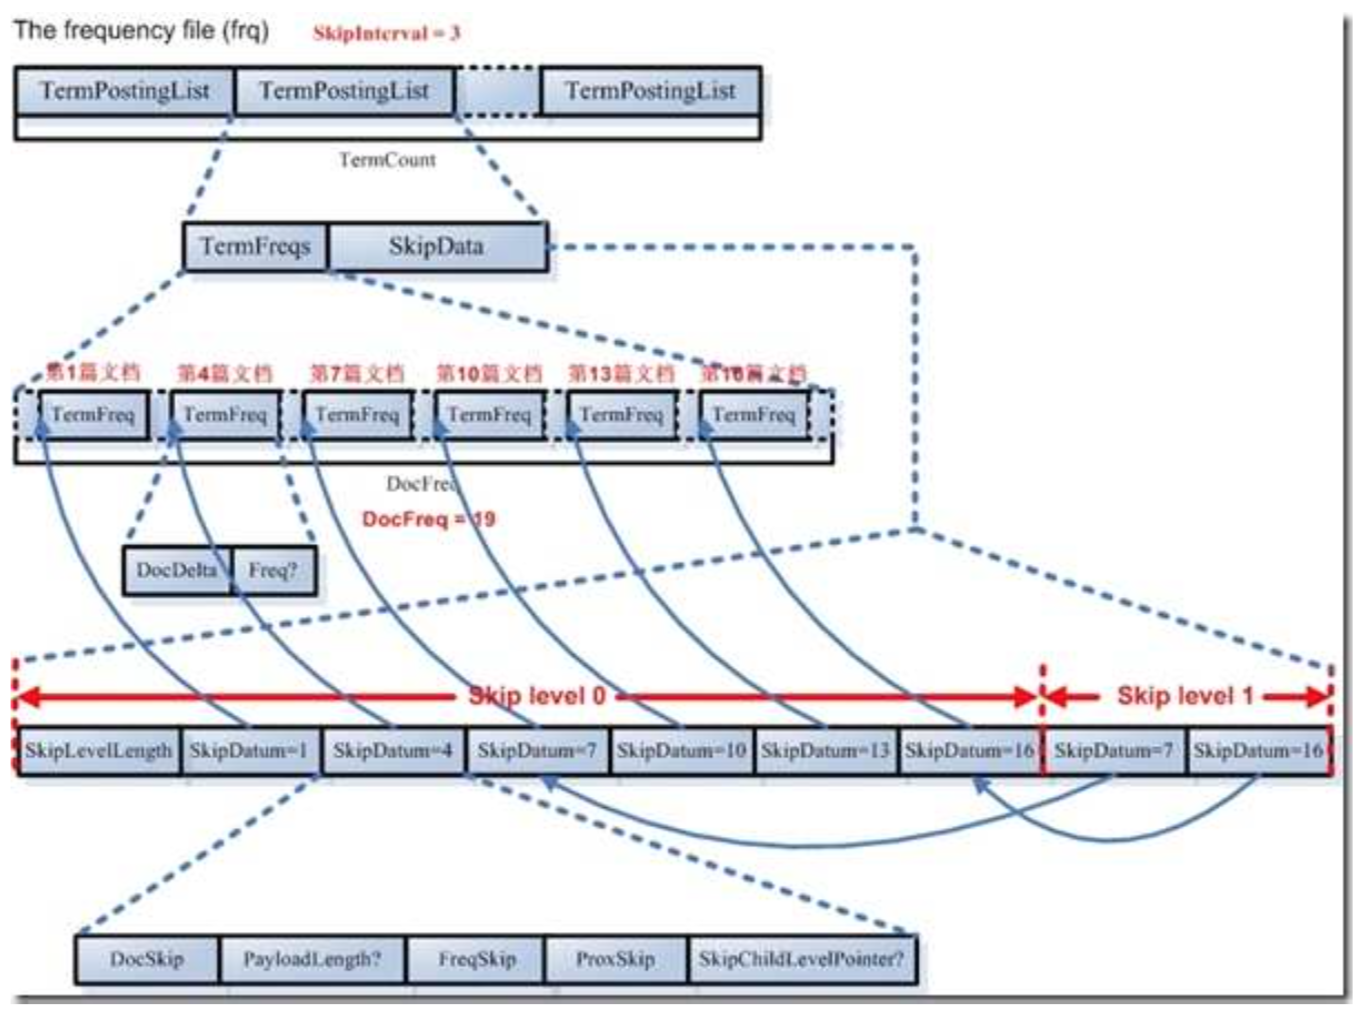 The frequency file (frq) SkipInterval = 3
TermPostingList TermPostingList TermPostingList
TermCount
TermFreqs SkipData
第1篇文档 第4篇文档 第7篇文档 第10篇文档 第13篇文档 第16篇文档
TermFreq TermFreq TermFreq TermFreq TermFreq TermFreq
DocFreq
DocFreq = 19
DocDelta Freq?
Skip level 0 Skip level 1
SkipLevelLength SkipDatum=1 SkipDatum=4 SkipDatum=7 SkipDatum=10 SkipDatum=13 SkipDatum=16 SkipDatum=7 SkipDatum=16
DocSkip PayloadLength? FreqSkip ProxSkip SkipChildLevelPointer?